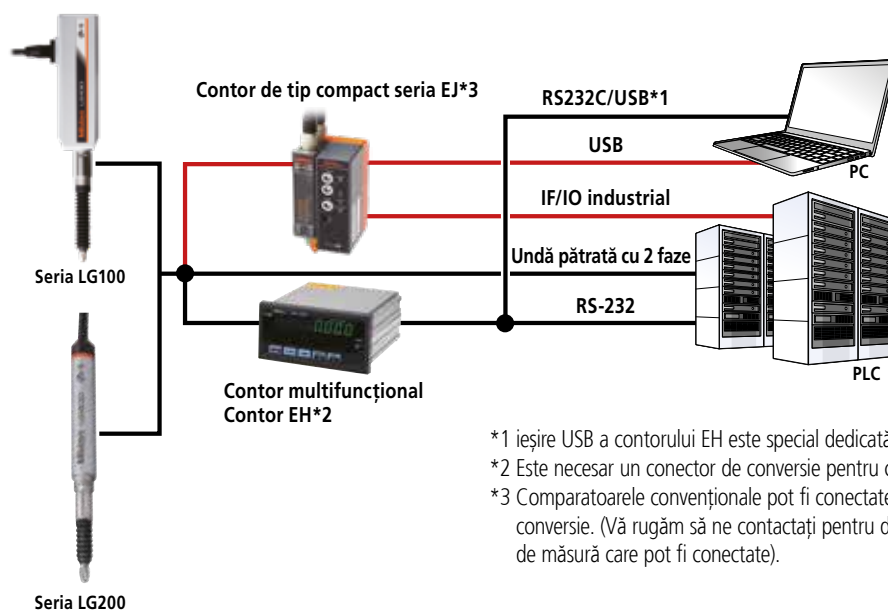 Contor de tip compact seria EJ*3
RS232C/USB*1
USB
PC
IF/IO industrial
Undă pătrată cu 2 faze
Seria LG100
RS-232
PLC
Contor multifuncțional
Contor EH*2
*1 ieșire USB a contorului EH este special dedicată
*2 Este necesar un conector de conversie pentru
*3 Comparatoarele convenționale pot fi conectate
conversie. (Vă rugăm să ne contactați pentru
de măsură care pot fi conectate).
Seria LG200